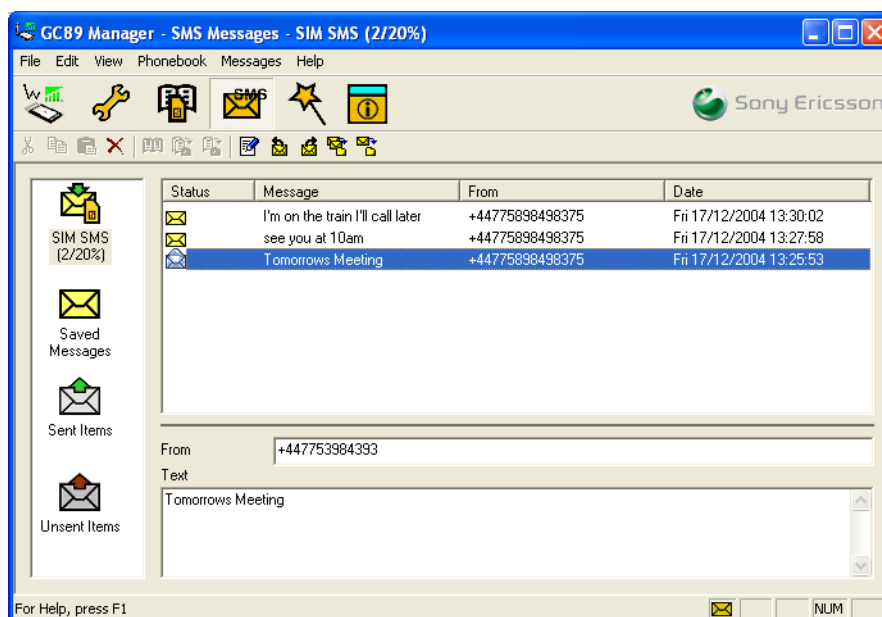 GC89 Manager - SMS Messages - SIM SMS (2/20%)
File Edit View Phonebook Messages Help
SMS
Sony Ericsson
Status Message From Date
I'm on the train I'll call later +44775898498375 Fri 17/12/2004 13:30:02
see you at 10am +44775898498375 Fri 17/12/2004 13:27:58
Tomorrows Meeting +44775898498375 Fri 17/12/2004 13:25:53
SIM SMS
(2/20%)
Saved
Messages
Sent Items
Unsent Items
From +447753984393
Text
Tomorrows Meeting
For Help, press F1 NUM